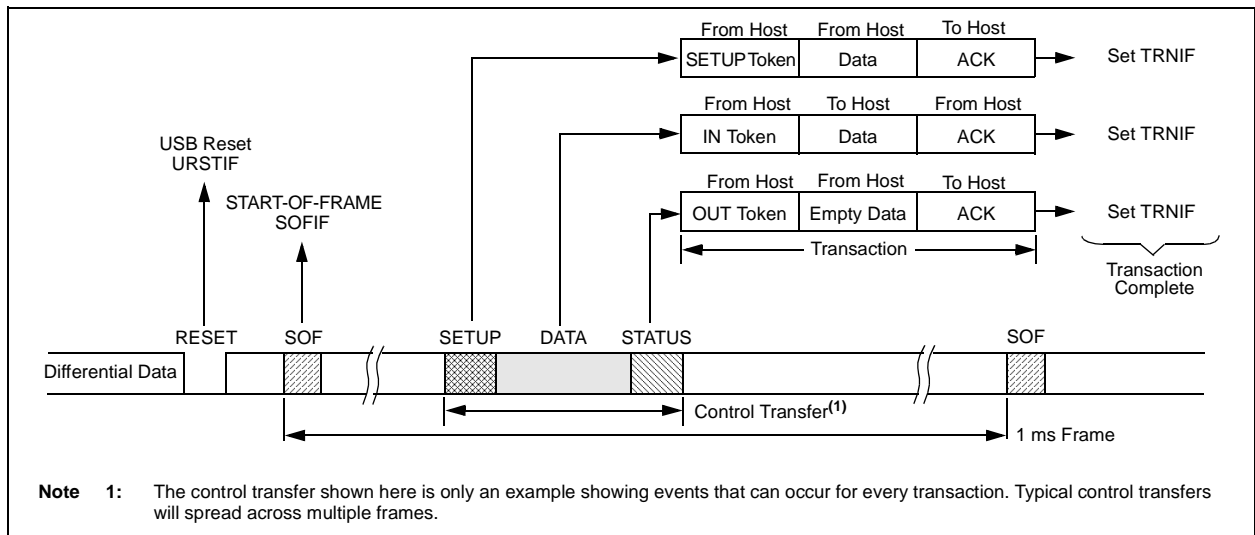 From Host From Host To Host
SETUP Token Data ACK Set TRNIF
From Host To Host From Host
IN Token Data ACK Set TRNIF
USB Reset
URSTIF
From Host From Host To Host
START-OF-FRAME
SOFIF
OUT Token Empty Data ACK Set TRNIF
Transaction
Transaction
Complete
RESET SOF SETUP DATA STATUS SOF
Differential Data
Control Transfer(1)
1 ms Frame
Note 1: The control transfer shown here is only an example showing events that can occur for every transaction. Typical control transfers
will spread across multiple frames.